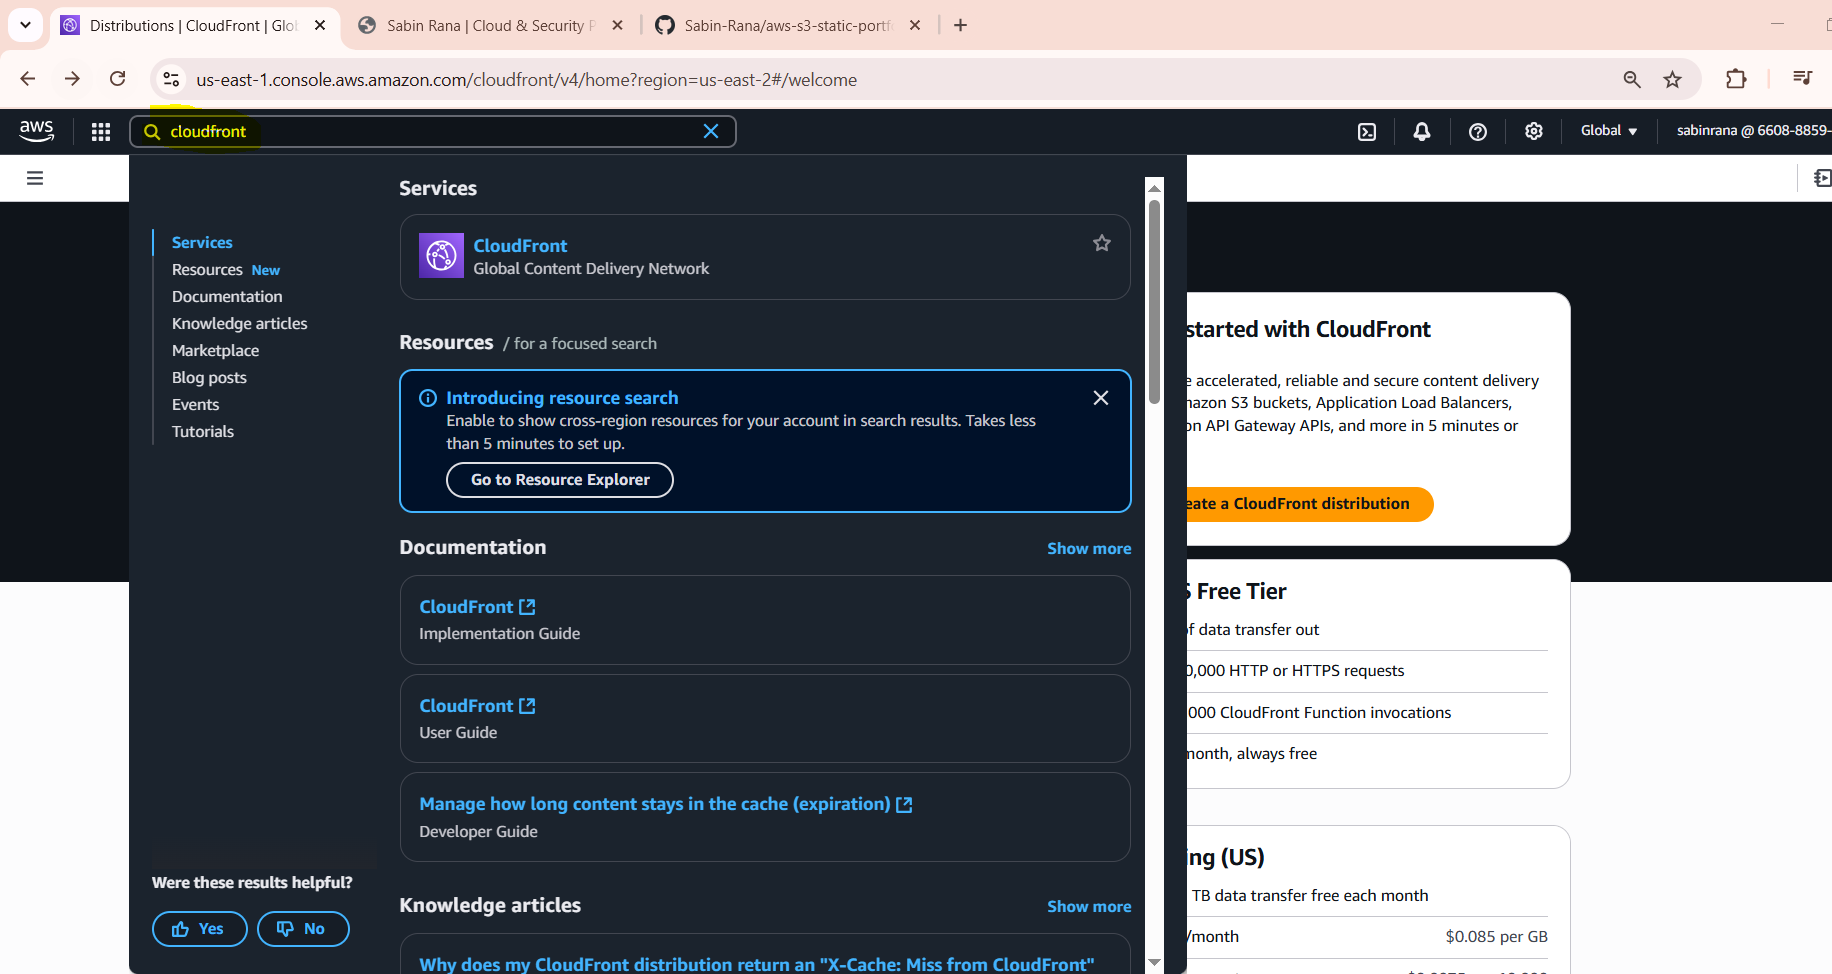 Distributions | CloudFront | Glo
Sabin Rana | Cloud & Security P
Sabin-Rana/aws-s3-static-portf
us-east-1.console.aws.amazon.com/cloudfront/v4/home?region=us-east-2#/welcome
aws
cloudfront
Global
sabinrana @ 6608-8859-
Services
Resources New
Documentation
Knowledge articles
Marketplace
Blog posts
Events
Tutorials
Were these results helpful?
Yes
No
Services
CloudFront
Global Content Delivery Network
Resources / for a focused search
Introducing resource search
Enable to show cross-region resources for your account in search results. Takes less
than 5 minutes to set up.
Go to Resource Explorer
Documentation
Show more
CloudFront
Implementation Guide
CloudFront
User Guide
Manage how long content stays in the cache (expiration)
Developer Guide
Knowledge articles
Show more
Why does my CloudFront distribution return an "X-Cache: Miss from CloudFront"
started with CloudFront
e accelerated, reliable and secure content delivery
mazon S3 buckets, Application Load Balancers,
on API Gateway APIs, and more in 5 minutes or
eate a CloudFront distribution
S Free Tier
of data transfer out
0,000 HTTP or HTTPS requests
000 CloudFront Function invocations
month, always free
ing (US)
TB data transfer free each month
/month
$0.085 per GB